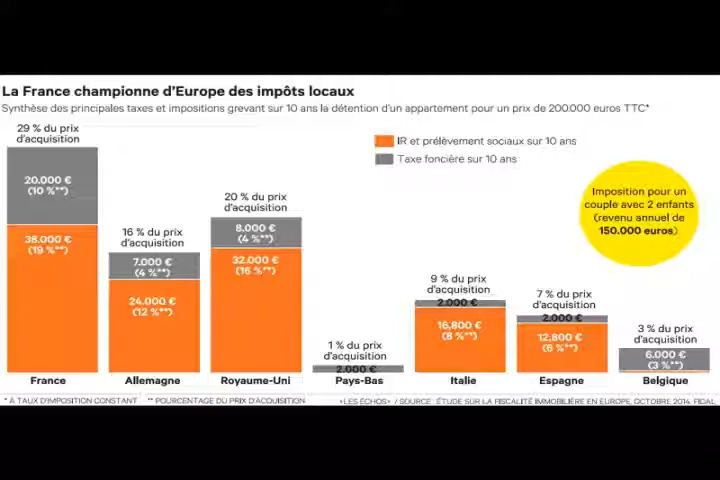 La France championne d'Europe des impôts locaux
Synthèse des principales taxes et impositions grevant sur 10 ans la détention d'un appartement pour un prix de 200.000 euros TTC*
IR et prélèvement sociaux sur 10 ans
Taxe foncière sur 10 ans
Imposition pour un
couple avec 2 enfants
(revenu annuel de
150.000 euros)
29 % du prix
d'acquisition
20.000 €
(10 %**)
38.000 €
(19 %**)
France
16 % du prix
d'acquisition
7.000 €
(4 %**)
24.000 €
(12 %**)
Allemagne
20 % du prix
d'acquisition
8.000 €
(4 %**)
32.000 €
(16 %**)
Royaume-Uni
1 % du prix
d'acquisition
2.000 €
Pays-Bas
9 % du prix
d'acquisition
2.000 €
16,800 €
(8 %**)
Italie
7 % du prix
d'acquisition
2.000 €
12,800 €
(6 %**)
Espagne
3 % du prix
d'acquisition
6.000 €
(3 %**)
Belgique
* À TAUX D'IMPOSITION CONSTANT ** POURCENTAGE DU PRIX D'ACQUISITION «LES ÉCHOS» / SOURCE : ÉTUDE SUR LA FISCALITÉ IMMOBILIÈRE EN EUROPE, OCTOBRE 2014, FIDAL